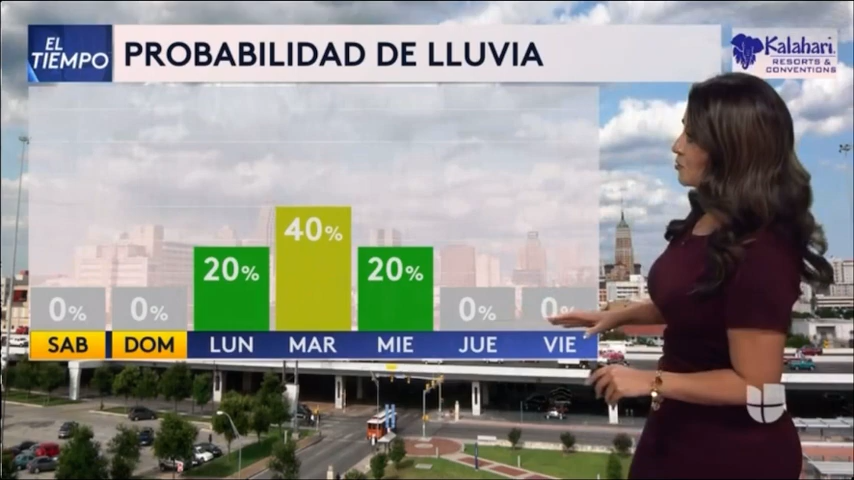 EL
TIEMPO
PROBABILIDAD DE LLUVIA
Kalahari
RESORTS &
CONVENTIONS
0% 0% 20% 40% 20% 0% 0%
SAB DOM LUN MAR MIE JUE VIE